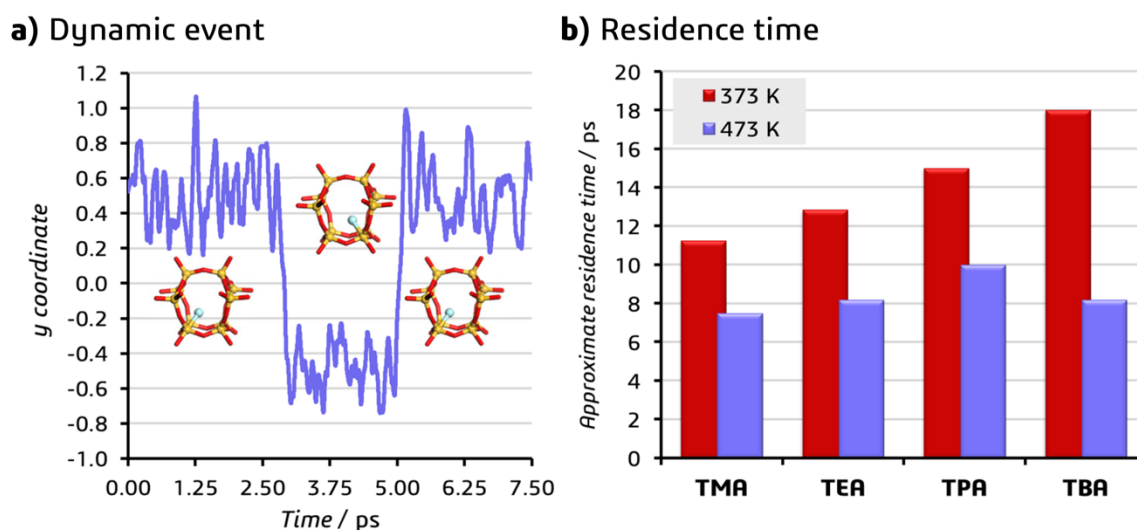 a) Dynamic event
y coordinate
1.2
1.0
0.8
0.6
0.4
0.2
0.0
-0.2
-0.4
-0.6
-0.8
-1.0
0.00 1.25 2.50 3.75 5.00 6.25 7.50
Time / ps
b) Residence time
Approximate residence time / ps
20
18
16
14
12
10
8
6
4
2
0
373 K
473 K
TMA TEA TPA TBA